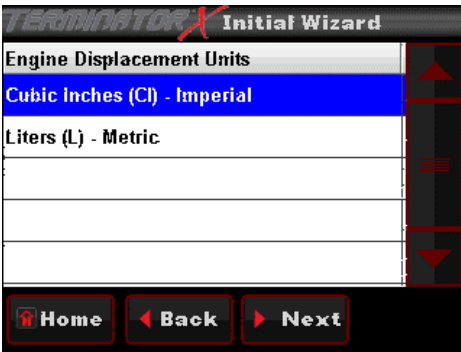 TERMINATOR X Initial Wizard
Engine Displacement Units
Cubic Inches (CI) - Imperial
Liters (L) - Metric
Home Back Next